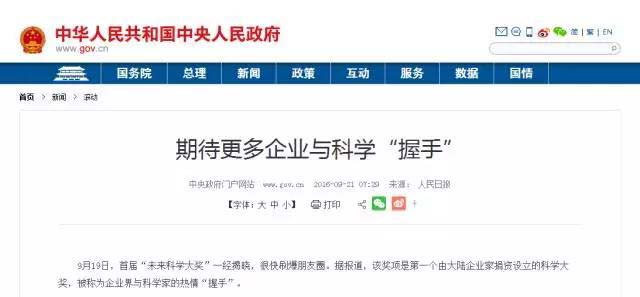 中华人民共和国中央人民政府
www.gov.cn
简 | 繁 | EN
国务院 总理 新闻 政策 互动 服务 数据 国情
首页 > 新闻 > 滚动
期待更多企业与科学“握手”
中央政府门户网站 www.gov.cn 2016-09-21 07:29 来源: 人民日报
【字体: 大 中 小】 打印
9月19日，首届“未来科学大奖”一经揭晓，很快刷爆朋友圈。据报道，该奖项是第一个由大陆企业家捐资设立的科学大
奖，被称为企业界与科学家的热情“握手”。